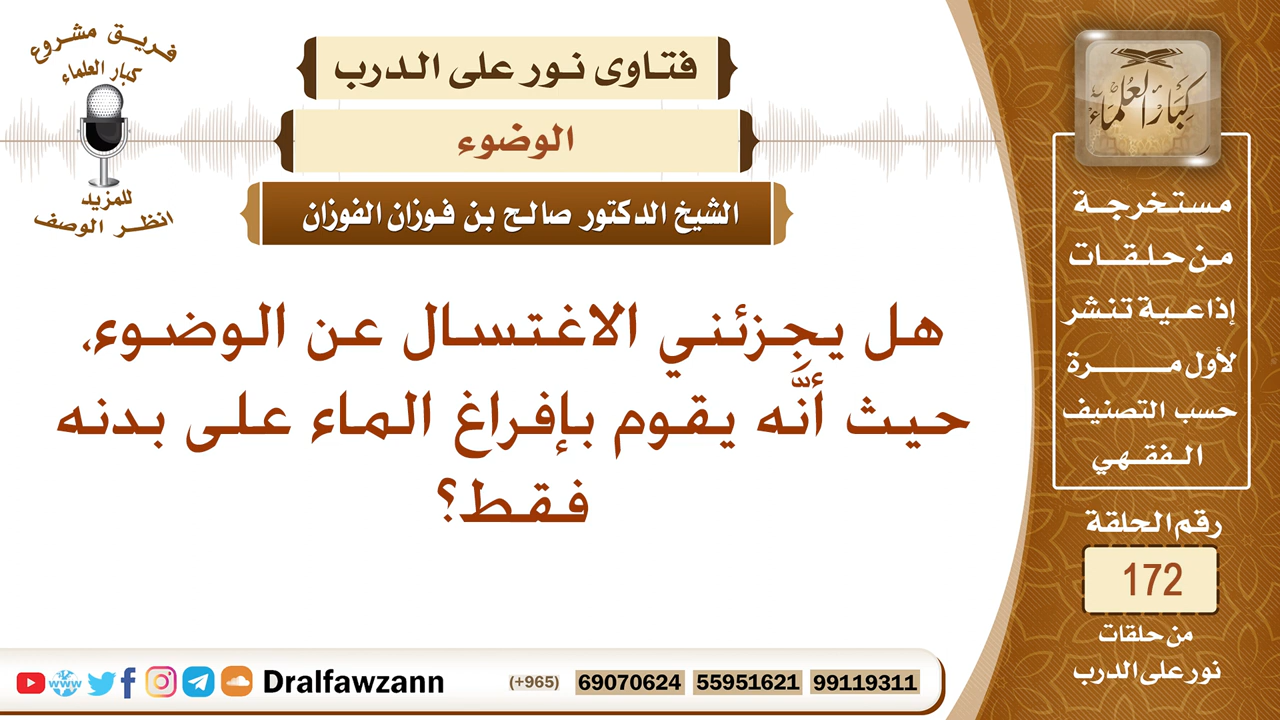 فريق مشروع
كبار العلماء
للمزيد
انظر الوصف
فتاوى نور على الدرب
الوضوء
الشيخ الدكتور صالح بن فوزان الفوزان
هل يجزئني الاغتسال عن الوضوء،
حيث أنَّه يقوم بإفراغ الماء على بدنه
فقط؟
كبار العلماء
مستخرجة
من حلقات
إذاعية تنشر
لأول مرة
حسب التصنيف
الفقهي
رقم الحلقة
172
من حلقات
نور على الدرب
www
Dralfawzann
(+965) 69070624 55951621 99119311